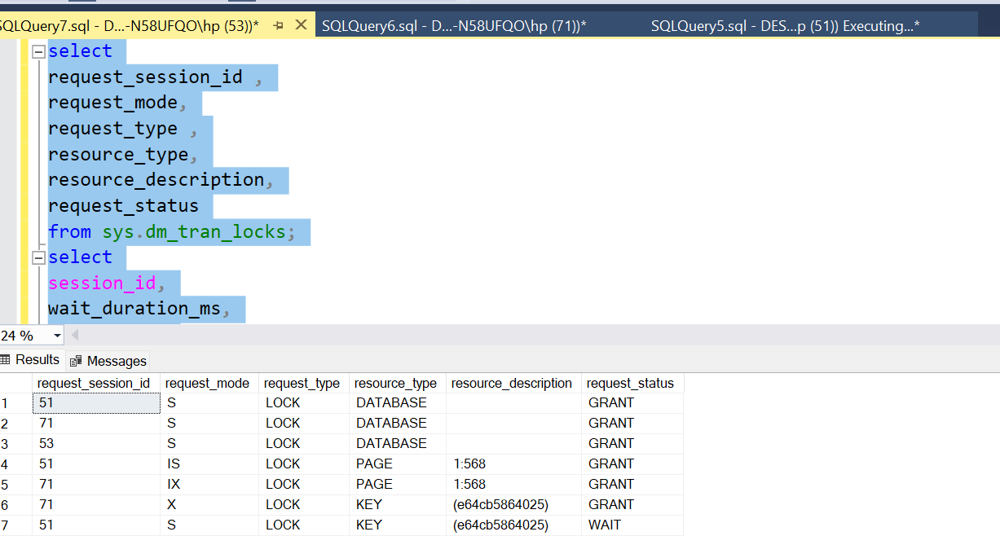 SQLQuery7.sql - D...-N58UFQO\hp (53))* SQLQuery6.sql - D...-N58UFQO\hp (71))* SQLQuery5.sql - DES...p (51)) Executing...*
select
request_session_id ,
request_mode,
request_type ,
resource_type,
resource_description,
request_status
from sys.dm_tran_locks;
select
session_id,
wait_duration_ms,
24 %
Results Messages
request_session_id request_mode request_type resource_type resource_description request_status
1 51 S LOCK DATABASE GRANT
2 71 S LOCK DATABASE GRANT
3 53 S LOCK DATABASE GRANT
4 51 IS LOCK PAGE 1:568 GRANT
5 71 IX LOCK PAGE 1:568 GRANT
6 71 X LOCK KEY (e64cb5864025) GRANT
7 51 S LOCK KEY (e64cb5864025) WAIT